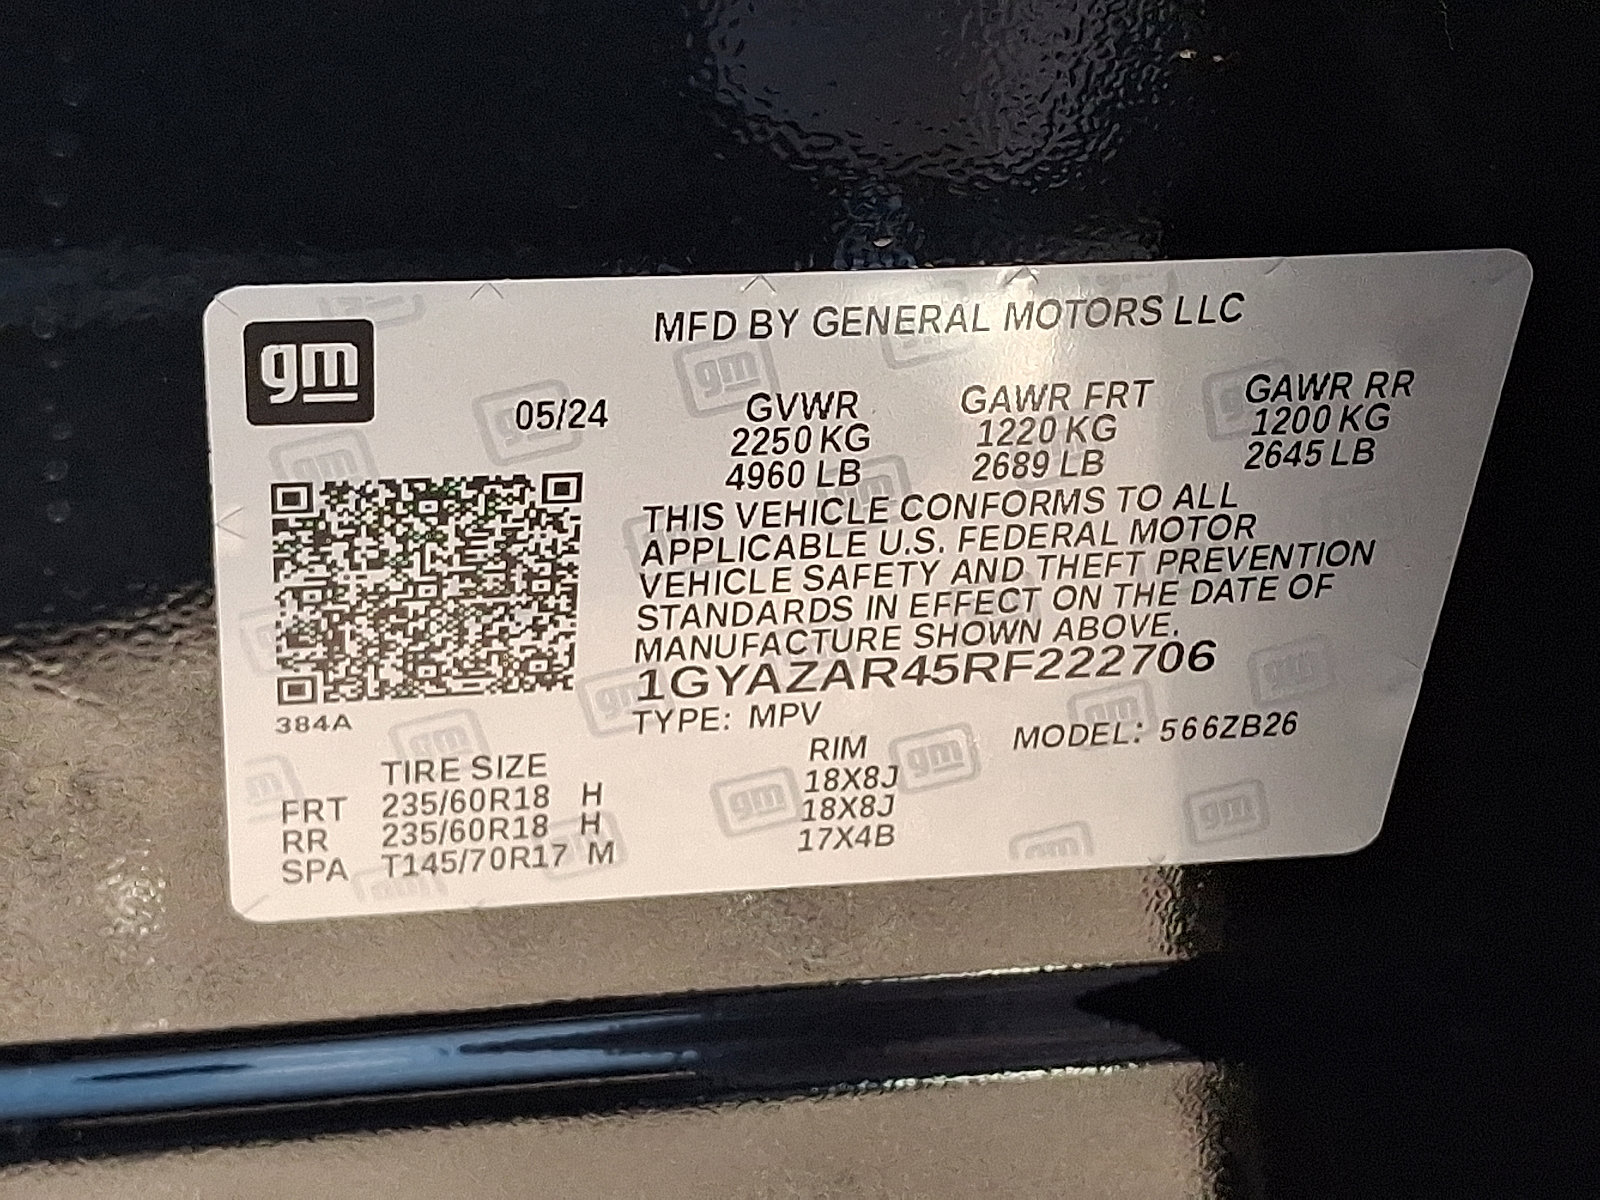 gm
MFD BY GENERAL MOTORS LLC
05/24
GVWR GAWR FRT GAWR RR
2250 KG 1220 KG 1200 KG
4960 LB 2689 LB 2645 LB
THIS VEHICLE CONFORMS TO ALL
APPLICABLE U.S. FEDERAL MOTOR
VEHICLE SAFETY AND THEFT PREVENTION
STANDARDS IN EFFECT ON THE DATE OF
MANUFACTURE SHOWN ABOVE.
1GYAZAR45RF222706
384A
TYPE: MPV MODEL: 566ZB26
TIRE SIZE RIM
FRT 235/60R18 H 18X8J
RR 235/60R18 H 18X8J
SPA T145/70R17 M 17X4B